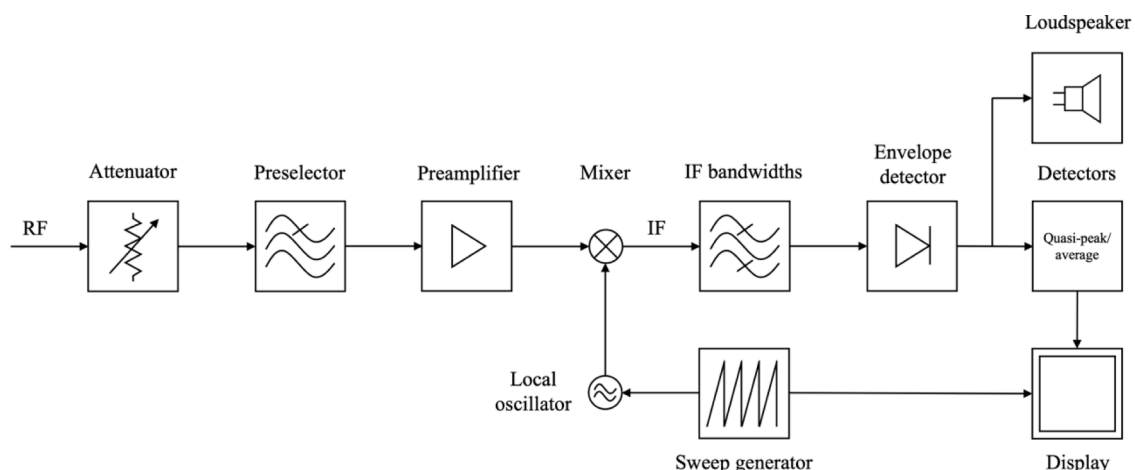 Loudspeaker
Attenuator
Preselector
Preamplifier
Mixer
IF bandwidths
Envelope
detector
Detectors
RF
IF
Quasi-peak/
average
Local
oscillator
Sweep generator
Display